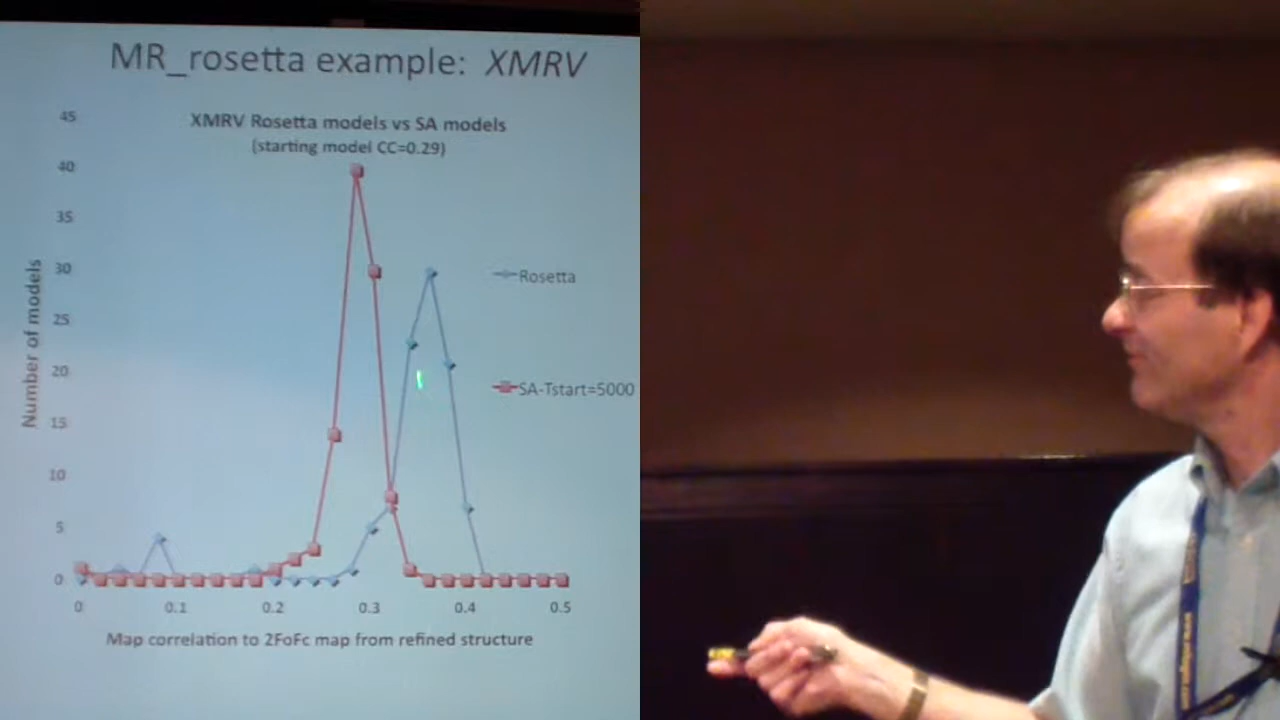 MR_rosetta example: XMRV
XMRV Rosetta models vs SA models
(starting model CC=0.29)
Number of models
45
40
35
30
25
20
15
10
5
0
Rosetta
SA-Tstart=5000
0 0.1 0.2 0.3 0.4 0.5
Map correlation to 2FoFc map from refined structure